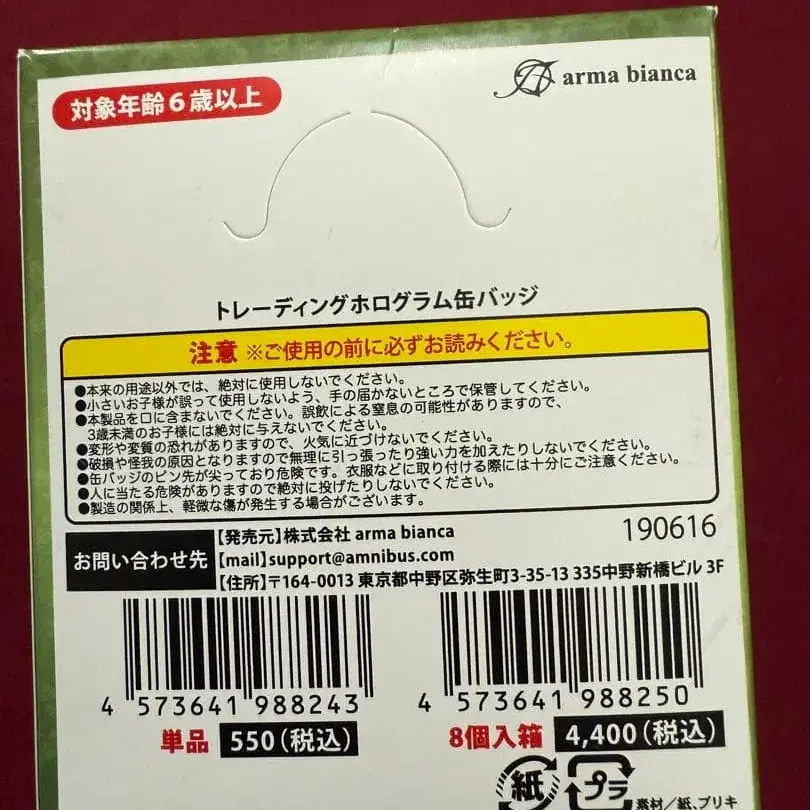 対象年齢6歳以上
arma bianca
トレーディングホログラム缶バッジ
注意 ※ご使用の前に必ずお読みください。
●本来の用途以外では、絶対に使用しないでください。
●小さいお子様が誤って使用しないよう、手の届かないところで保管してください。
●本製品を口に含まないでください。誤飲による窒息の可能性がありますので、
3歳未満のお子様には絶対に与えないでください。
●変形や変質の恐れがありますので、火気に近づけないでください。
●破損や怪我の原因となりますので無理に引っ張ったり強い力を加えたりしないでください。
●缶バッジのピン先が尖っており危険です。衣服などに取り付ける際には十分にご注意ください。
●人に当たる危険がありますので絶対に投げたりしないでください。
●製造の関係上、軽微な傷が発生する場合がございます。
190616
お問い合わせ先
【発売元】株式会社 arma bianca
【mail】support@amnibus.com
【住所】〒164-0013 東京都中野区弥生町3-35-13 335中野新橋ビル 3F
4 573641 988243
4 573641 988250
単品 550(税込)
8個入箱 4,400(税込)
紙
プラ
素材/紙、ブリキ